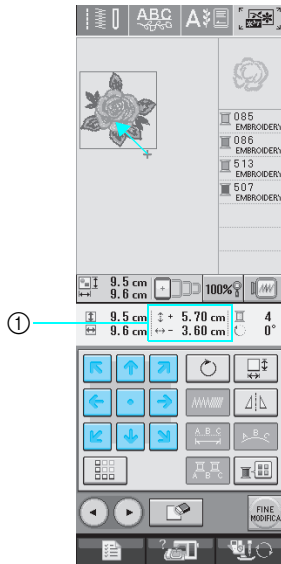 ABC A
085
EMBROIDERY
086
EMBROIDERY
513
EMBROIDERY
507
EMBROIDERY
9.5 cm
9.6 cm
100%
① 9.5 cm ↕ + 5.70 cm 4
9.6 cm ↔ - 3.60 cm 0°
A B C
A B C
A B C
FINE
MODIFICA
?